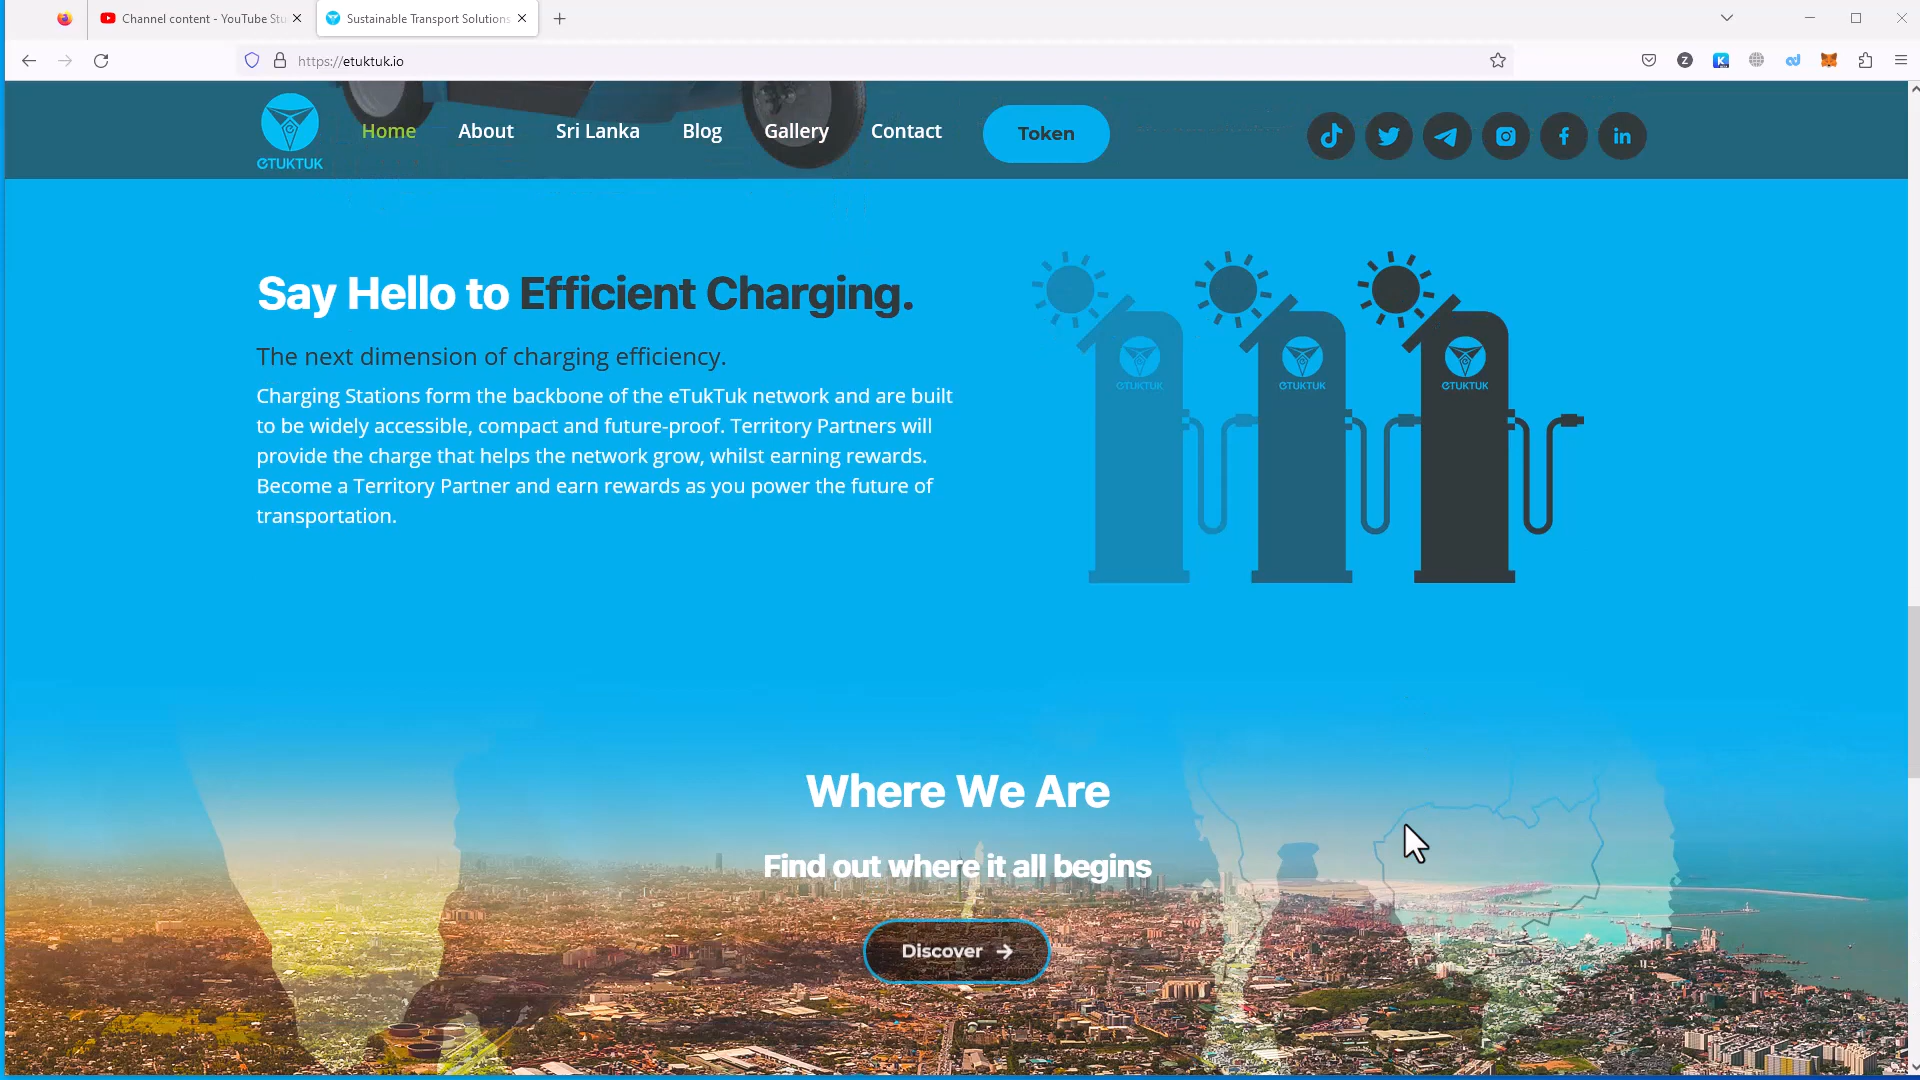 Channel content - YouTube Stu
Sustainable Transport Solutions
https://etuktuk.io
Home
About
Sri Lanka
Blog
Gallery
Contact
Token
eTUKTUK
Say Hello to Efficient Charging.
The next dimension of charging efficiency.
Charging Stations form the backbone of the eTukTuk network and are built
to be widely accessible, compact and future-proof. Territory Partners will
provide the charge that helps the network grow, whilst earning rewards.
Become a Territory Partner and earn rewards as you power the future of
transportation.
eTUKTUK
eTUKTUK
eTUKTUK
Where We Are
Find out where it all begins
Discover →